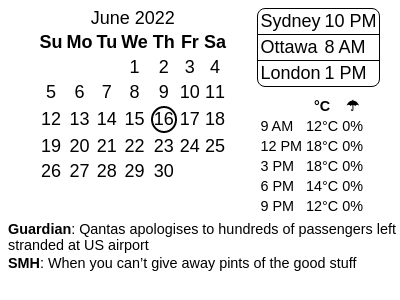 June 2022
Su Mo Tu We Th Fr Sa
1 2 3 4
5 6 7 8 9 10 11
12 13 14 15 16 17 18
19 20 21 22 23 24 25
26 27 28 29 30
Sydney 10 PM
Ottawa 8 AM
London 1 PM
°C ☂
9 AM 12°C 0%
12 PM 18°C 0%
3 PM 18°C 0%
6 PM 14°C 0%
9 PM 12°C 0%
Guardian: Qantas apologises to hundreds of passengers left
stranded at US airport
SMH: When you can’t give away pints of the good stuff